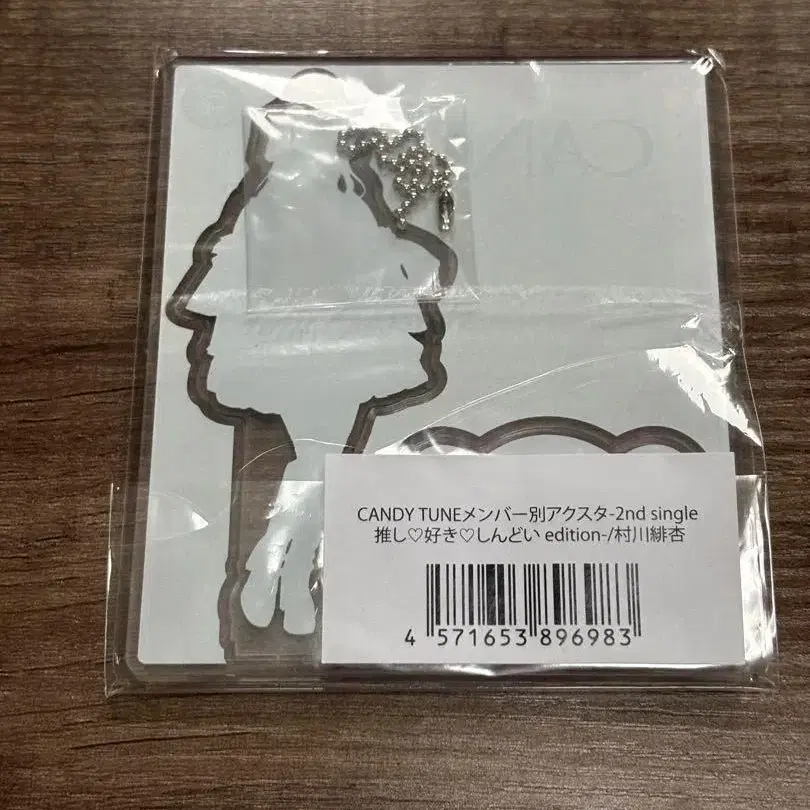 CANDY TUNEメンバー別アクスタ-2nd single
推し♡好き♡しんどい edition-/村川緋杏
4 571653 896983